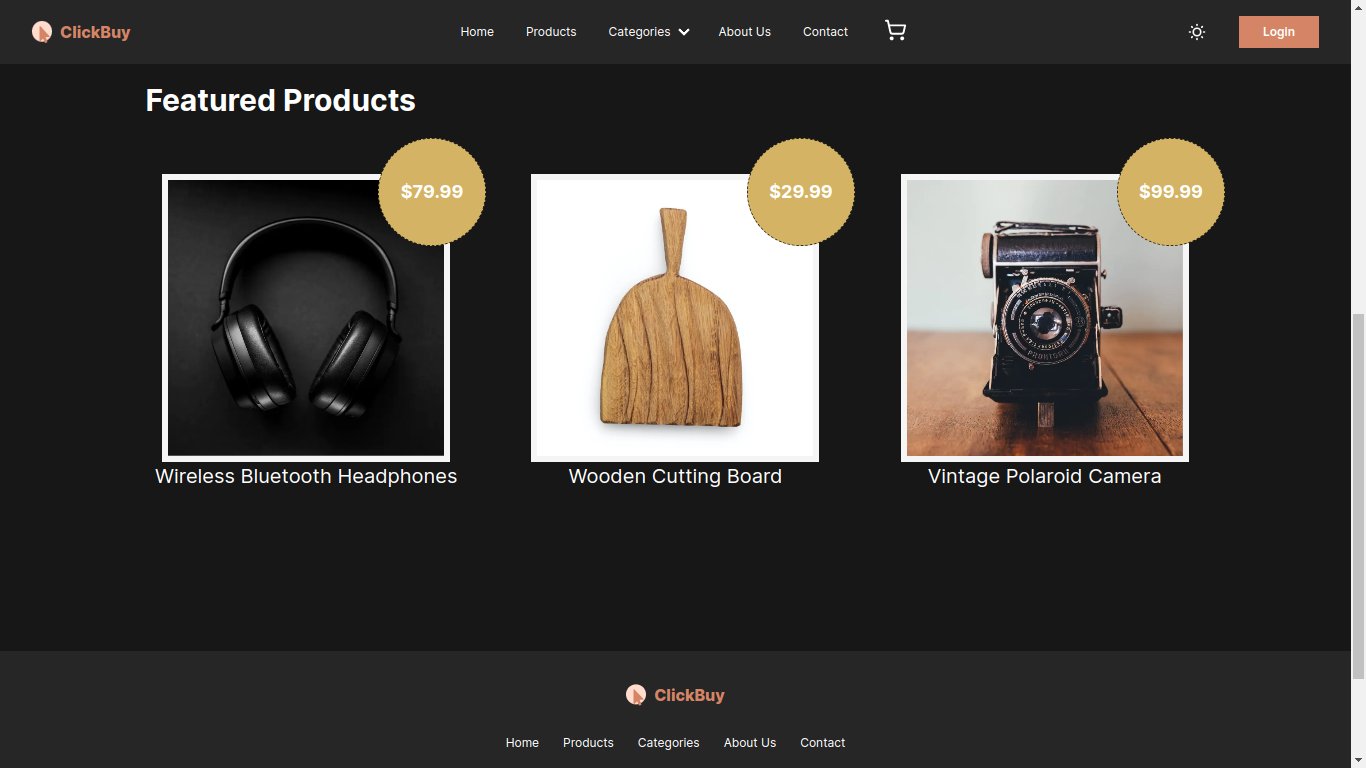 ClickBuy
Home Products Categories About Us Contact
Login
Featured Products
$79.99
$29.99
$99.99
Wireless Bluetooth Headphones
Wooden Cutting Board
Vintage Polaroid Camera
ClickBuy
Home Products Categories About Us Contact